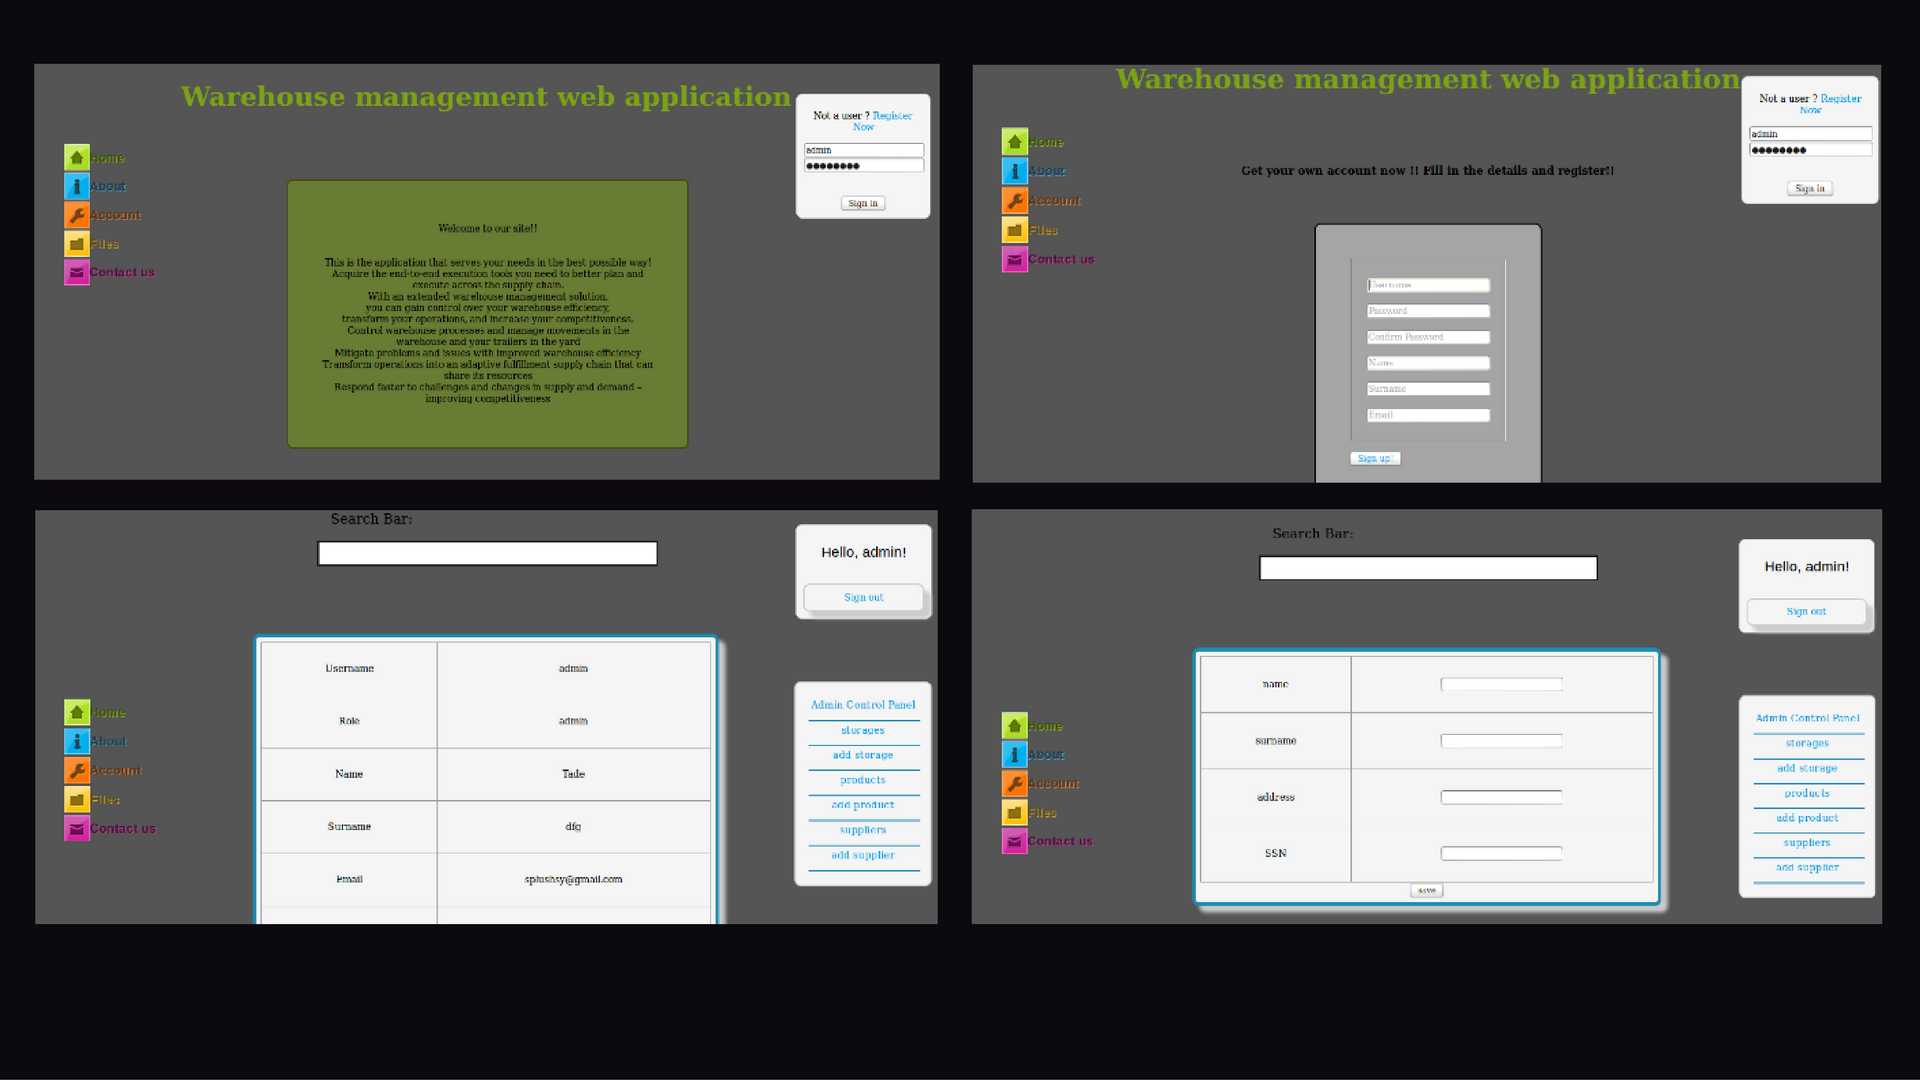 Warehouse management web application
Not a user ? Register
Now
admin
Sign in
Home
About
Account
Files
Contact us
Welcome to our site!!
This is the application that serves your needs in the best possible way!
Acquire the end-to-end execution tools you need to better plan and
execute across the supply chain.
With an extended warehouse management solution,
you can gain control over your warehouse efficiency,
transform your operations, and increase your competitiveness.
Control warehouse processes and manage movements in the
warehouse and your trailers in the yard
Mitigate problems and issues with improved warehouse efficiency
Transform operations into an adaptive fulfillment supply chain that can
share its resources
Respond faster to challenges and changes in supply and demand –
improving competitiveness
Warehouse management web application
Not a user ? Register
Now
admin
Sign in
Home
About
Account
Files
Contact us
Get your own account now !! Fill in the details and register!!
Username
Password
Confirm Password
Name
Surname
Email
Sign up!
Search Bar:
Hello, admin!
Sign out
Home
About
Account
Files
Contact us
Username admin
Role admin
Name Tade
Surname dfg
Email splushsy@gmail.com
Admin Control Panel
storages
add storage
products
add product
suppliers
add supplier
Search Bar:
Hello, admin!
Sign out
Home
About
Account
Files
Contact us
name
surname
address
SSN
save
Admin Control Panel
storages
add storage
products
add product
suppliers
add supplier